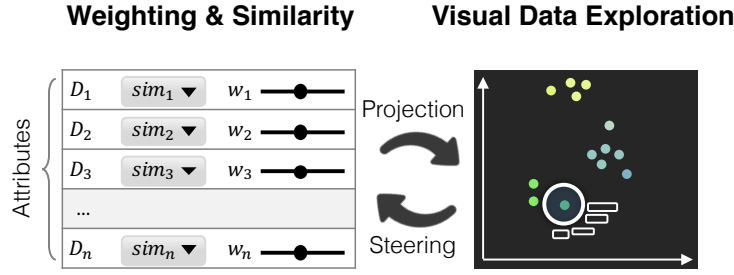 Weighting & Similarity
Visual Data Exploration
Attributes
D₁ sim₁ ▼ w₁
D₂ sim₂ ▼ w₂
D₃ sim₃ ▼ w₃
...
Dₙ simₙ ▼ wₙ
Projection
Steering